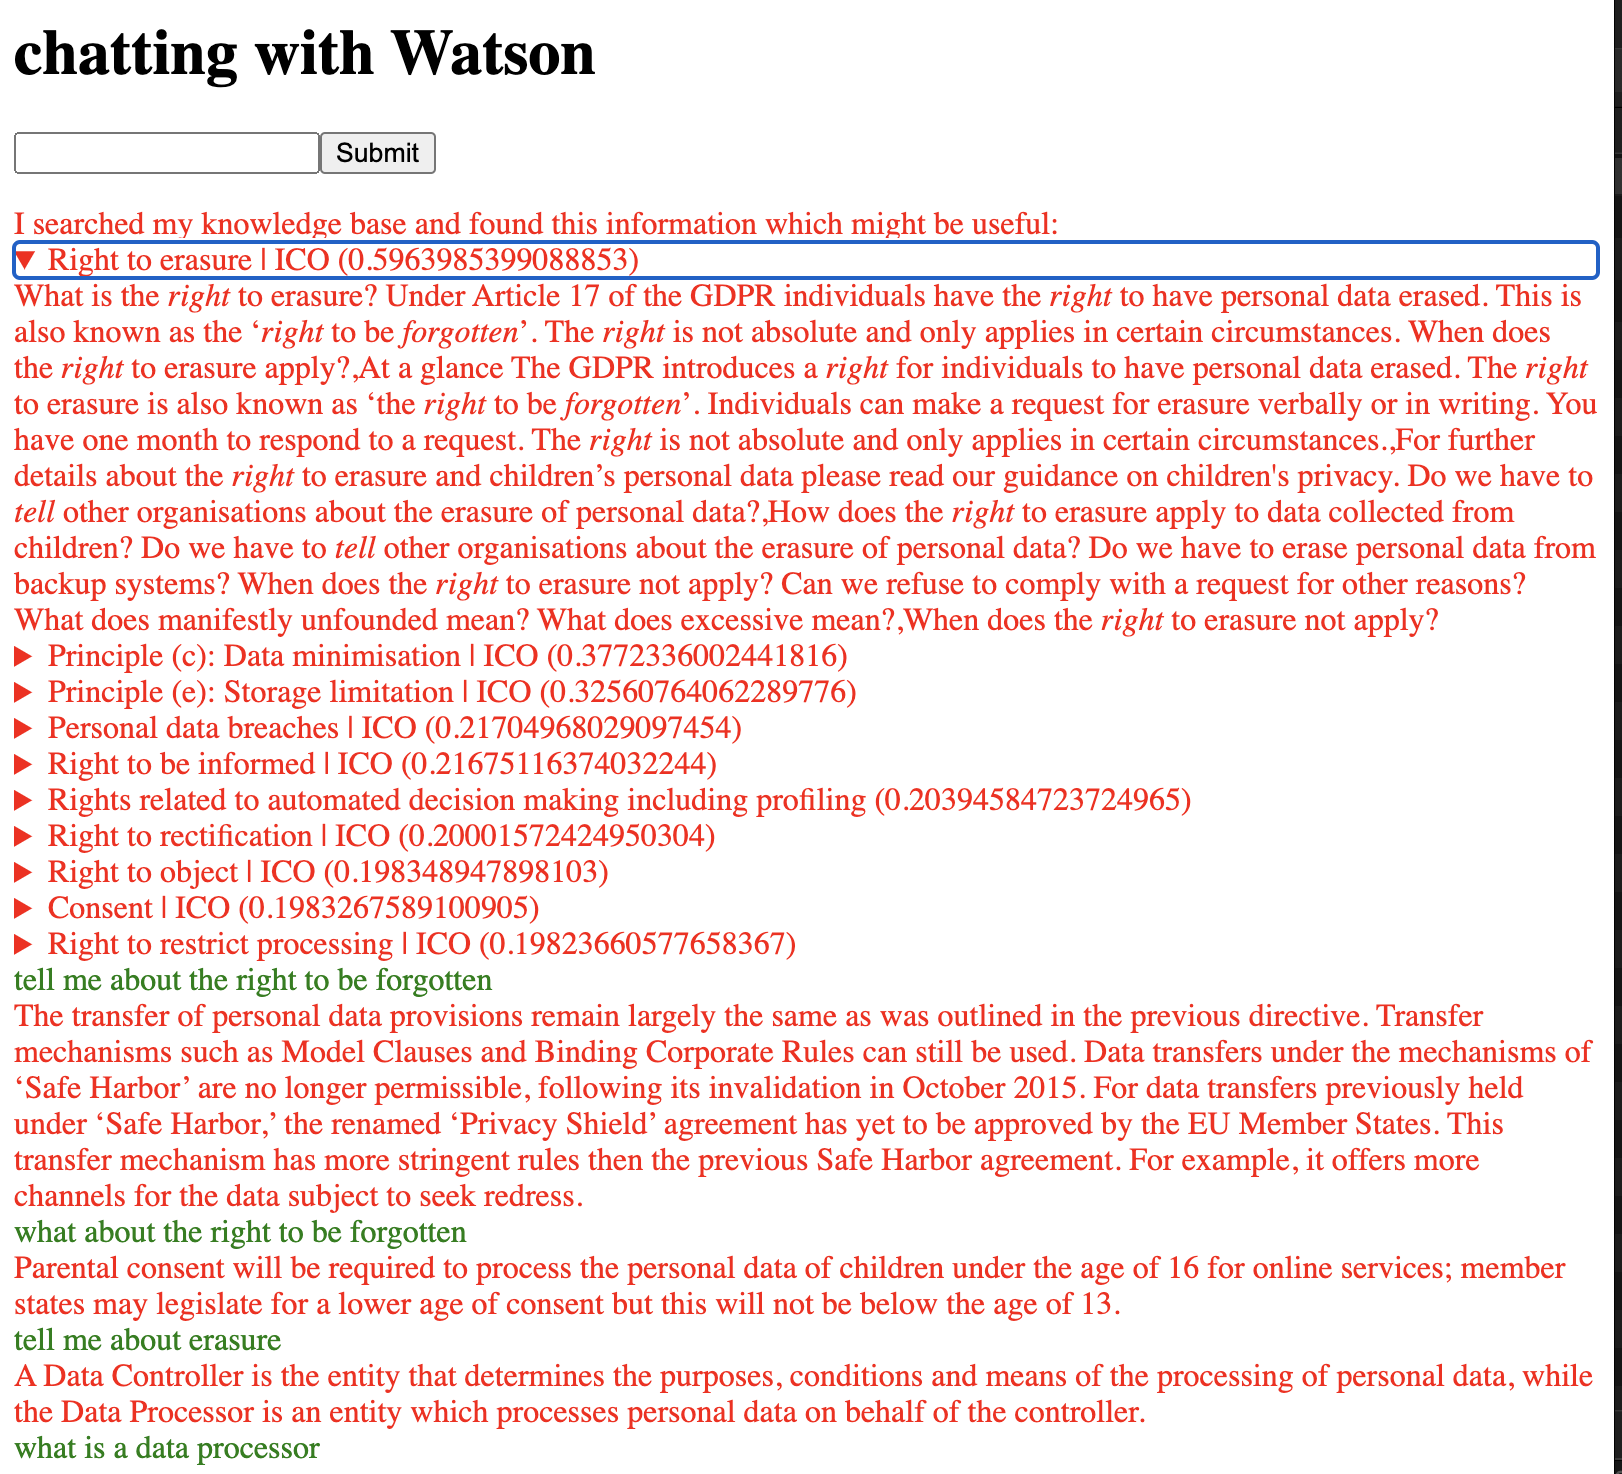 chatting with Watson
Submit
I searched my knowledge base and found this information which might be useful:
▼ Right to erasure | ICO (0.5963985399088853)
What is the right to erasure? Under Article 17 of the GDPR individuals have the right to have personal data erased. This is
also known as the ‘right to be forgotten’. The right is not absolute and only applies in certain circumstances. When does
the right to erasure apply?,At a glance The GDPR introduces a right for individuals to have personal data erased. The right
to erasure is also known as ‘the right to be forgotten’. Individuals can make a request for erasure verbally or in writing. You
have one month to respond to a request. The right is not absolute and only applies in certain circumstances.,For further
details about the right to erasure and children’s personal data please read our guidance on children's privacy. Do we have to
tell other organisations about the erasure of personal data?,How does the right to erasure apply to data collected from
children? Do we have to tell other organisations about the erasure of personal data? Do we have to erase personal data from
backup systems? When does the right to erasure not apply? Can we refuse to comply with a request for other reasons?
What does manifestly unfounded mean? What does excessive mean?,When does the right to erasure not apply?
▶ Principle (c): Data minimisation | ICO (0.3772336002441816)
▶ Principle (e): Storage limitation | ICO (0.32560764062289776)
▶ Personal data breaches | ICO (0.21704968029097454)
▶ Right to be informed | ICO (0.21675116374032244)
▶ Rights related to automated decision making including profiling (0.20394584723724965)
▶ Right to rectification | ICO (0.20001572424950304)
▶ Right to object | ICO (0.198348947898103)
▶ Consent | ICO (0.1983267589100905)
▶ Right to restrict processing | ICO (0.19823660577658367)
tell me about the right to be forgotten
The transfer of personal data provisions remain largely the same as was outlined in the previous directive. Transfer
mechanisms such as Model Clauses and Binding Corporate Rules can still be used. Data transfers under the mechanisms of
‘Safe Harbor’ are no longer permissible, following its invalidation in October 2015. For data transfers previously held
under ‘Safe Harbor,’ the renamed ‘Privacy Shield’ agreement has yet to be approved by the EU Member States. This
transfer mechanism has more stringent rules then the previous Safe Harbor agreement. For example, it offers more
channels for the data subject to seek redress.
what about the right to be forgotten
Parental consent will be required to process the personal data of children under the age of 16 for online services; member
states may legislate for a lower age of consent but this will not be below the age of 13.
tell me about erasure
A Data Controller is the entity that determines the purposes, conditions and means of the processing of personal data, while
the Data Processor is an entity which processes personal data on behalf of the controller.
what is a data processor